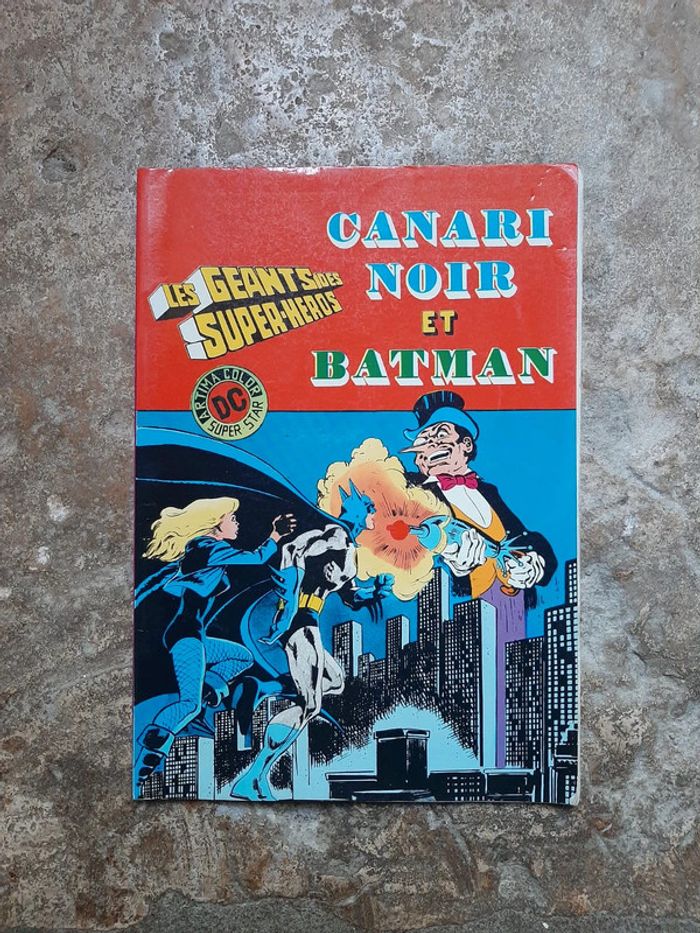 CANARI
NOIR
ET
BATMAN
LES GEANTS DES
SUPER-HEROS
ARTIMA COLOR
DC
SUPER STAR